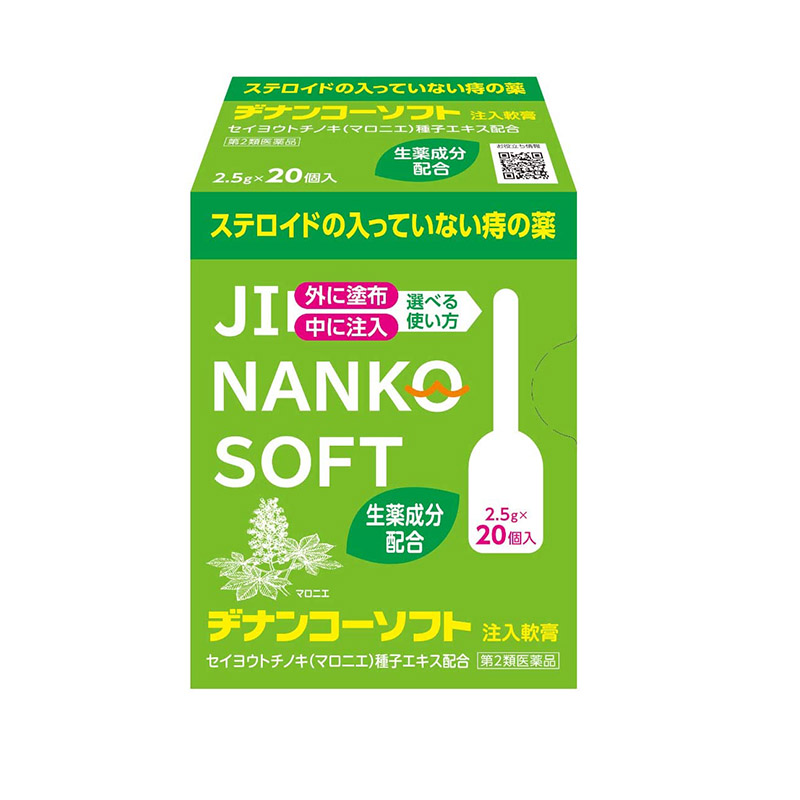 ステロイドの入っていない痔の薬
ヂナンコーソフト 注入軟膏
セイヨウトチノキ(マロニエ)種子エキス配合
第2類医薬品
生薬成分
配合
お役立ち情報
2.5g×20個入
ステロイドの入っていない痔の薬
JI
外に塗布
中に注入
選べる
使い方
NANKO
SOFT
生薬成分
配合
2.5g×
20個入
マロニエ
ヂナンコーソフト 注入軟膏
セイヨウトチノキ(マロニエ)種子エキス配合 第2類医薬品